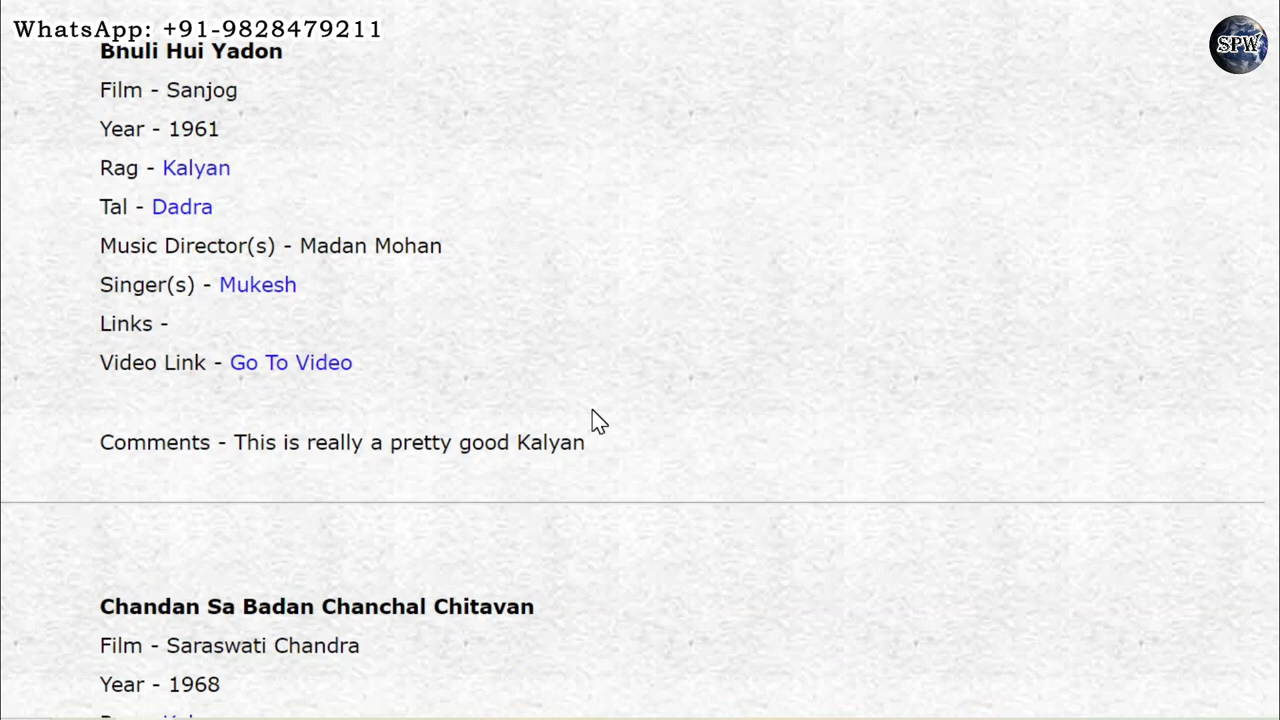 WhatsApp: +91-9828479211
SPW
Bhuli Hui Yadon
Film - Sanjog
Year - 1961
Rag - Kalyan
Tal - Dadra
Music Director(s) - Madan Mohan
Singer(s) - Mukesh
Links -
Video Link - Go To Video
Comments - This is really a pretty good Kalyan
Chandan Sa Badan Chanchal Chitavan
Film - Saraswati Chandra
Year - 1968